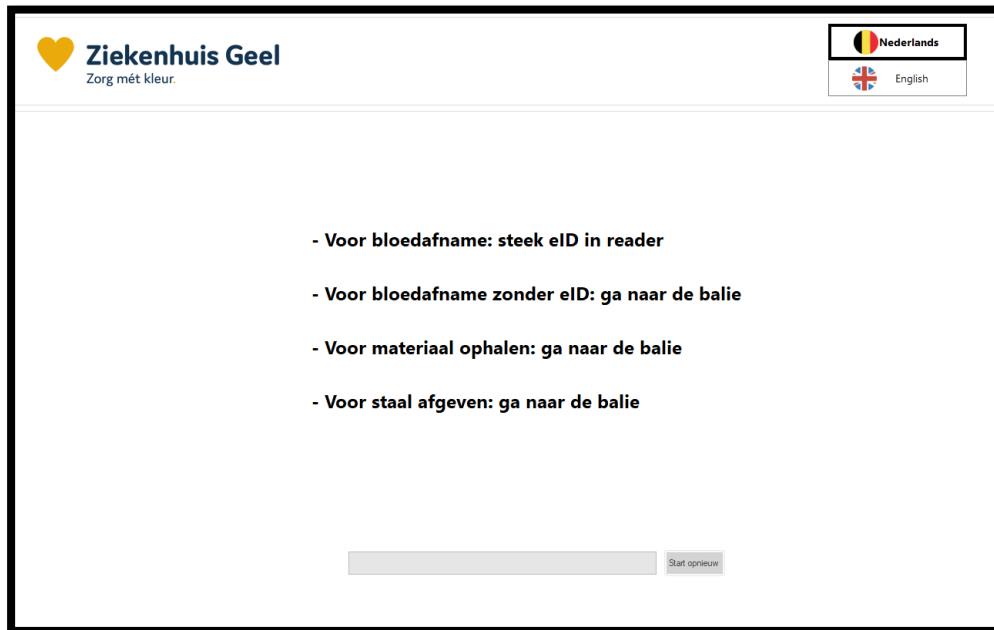 Ziekenhuis Geel
Zorg mét kleur.
Nederlands
English
- Voor bloedafname: steek eID in reader
- Voor bloedafname zonder eID: ga naar de balie
- Voor materiaal ophalen: ga naar de balie
- Voor staal afgeven: ga naar de balie
Start opnieuw